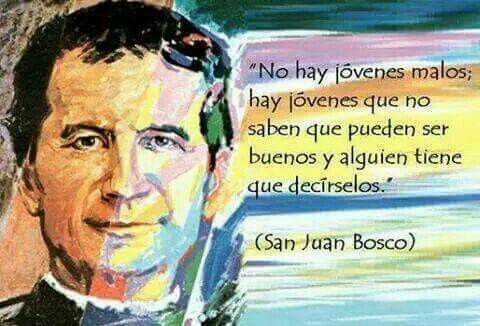 "No hay jóvenes malos;
hay jóvenes que no
saben que pueden ser
buenos y alguien tiene
que decírselos."
(San Juan Bosco)